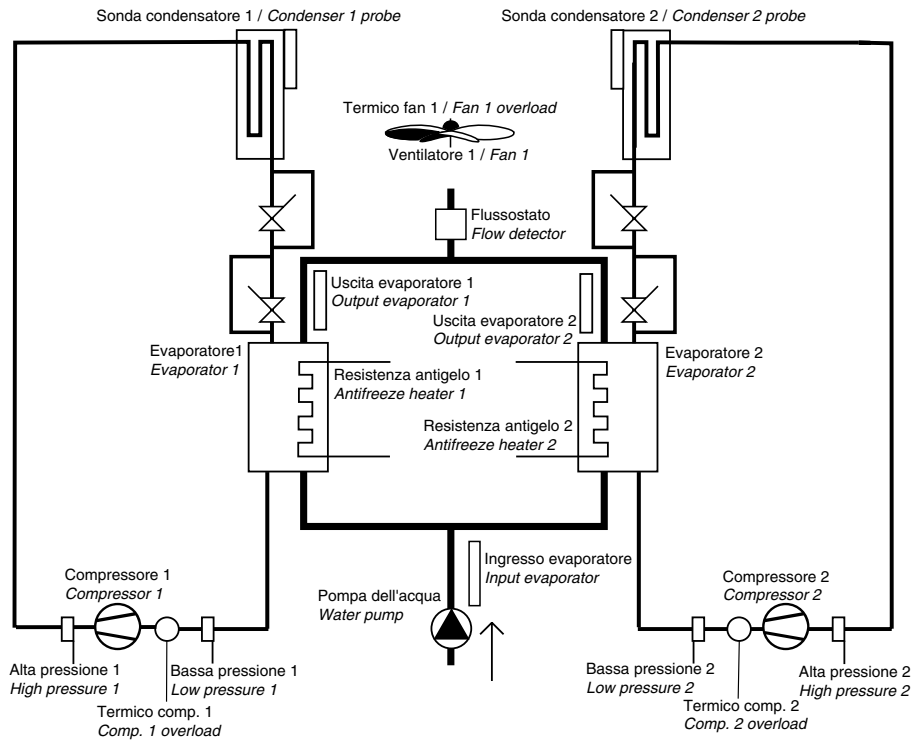 Sonda condensatore 1 / Condenser 1 probe
Sonda condensatore 2 / Condenser 2 probe
Termico fan 1 / Fan 1 overload
Ventilatore 1 / Fan 1
Flussostato
Flow detector
Uscita evaporatore 1
Output evaporator 1
Uscita evaporatore 2
Output evaporator 2
Evaporatore1
Evaporator 1
Evaporatore 2
Evaporator 2
Resistenza antigelo 1
Antifreeze heater 1
Resistenza antigelo 2
Antifreeze heater 2
Ingresso evaporatore
Input evaporator
Compressore 1
Compressor 1
Pompa dell'acqua
Water pump
Compressore 2
Compressor 2
Alta pressione 1
High pressure 1
Bassa pressione 1
Low pressure 1
Termico comp. 1
Comp. 1 overload
Bassa pressione 2
Low pressure 2
Alta pressione 2
High pressure 2
Termico comp. 2
Comp. 2 overload